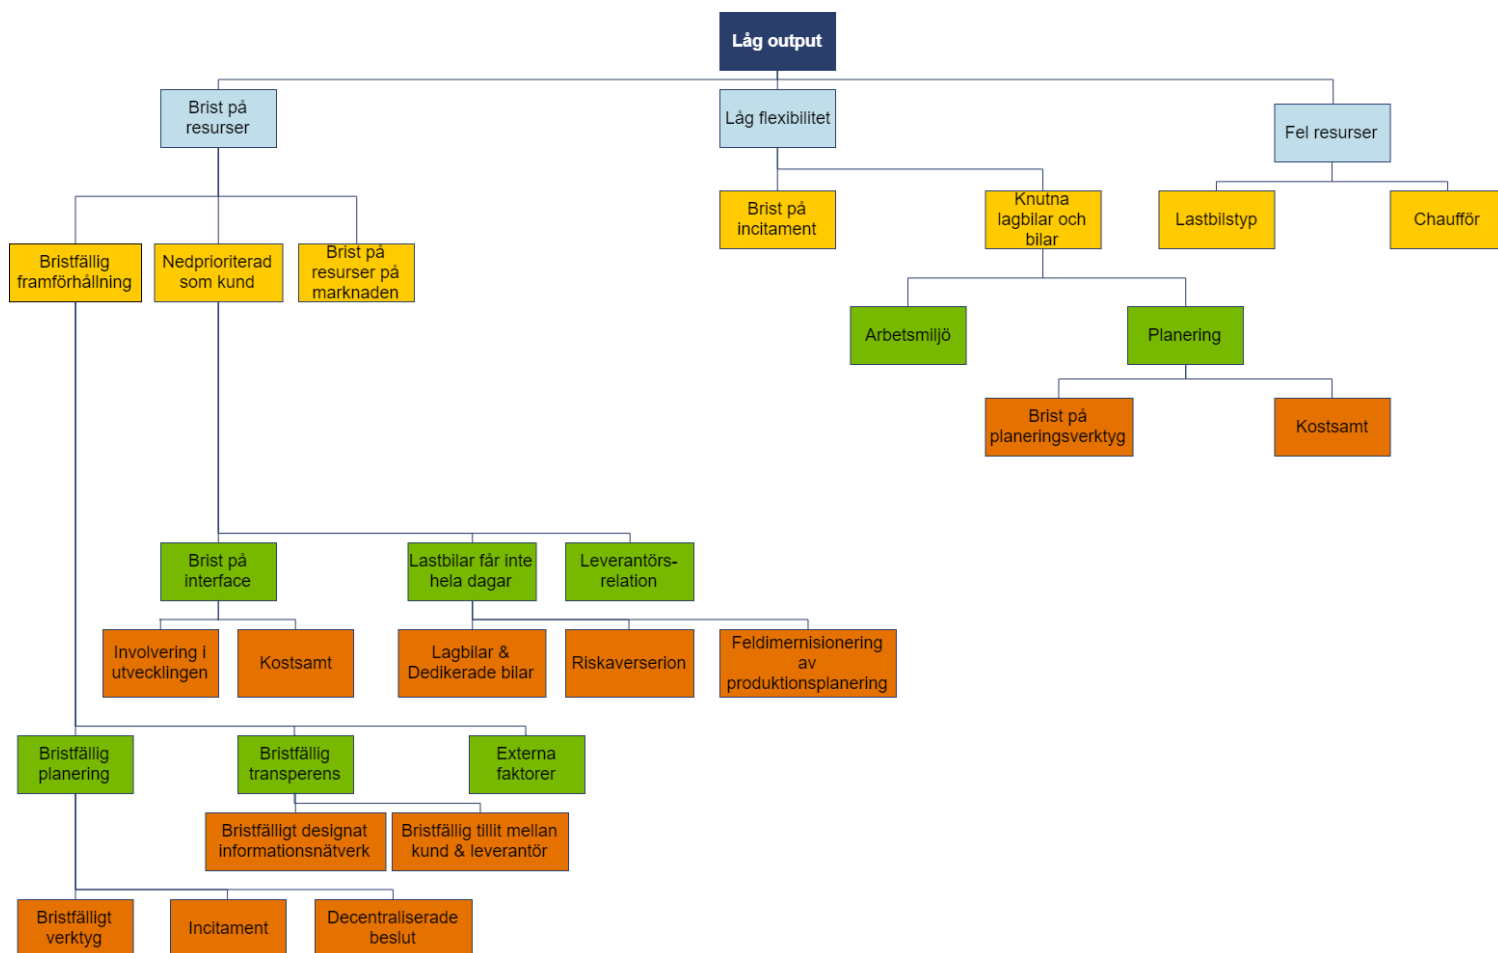 Låg output
Brist på
resurser
Låg flexibilitet
Fel resurser
Brist på
incitament
Knutna
lagbilar och
bilar
Lastbilstyp
Chaufför
Bristfällig
framförhållning
Nedprioriterad
som kund
Brist på
resurser på
marknaden
Arbetsmiljö
Planering
Brist på
planeringsverktyg
Kostsamt
Brist på
interface
Lastbilar får inte
hela dagar
Leverantörs-
relation
Involvering i
utvecklingen
Kostsamt
Lagbilar &
Dedikerade bilar
Riskaverserion
Feldimernisionering
av
produktionsplanering
Bristfällig
planering
Bristfällig
transperens
Externa
faktorer
Bristfälligt designat
informationsnätverk
Bristfällig tillit mellan
kund & leverantör
Bristfälligt
verktyg
Incitament
Decentraliserade
beslut